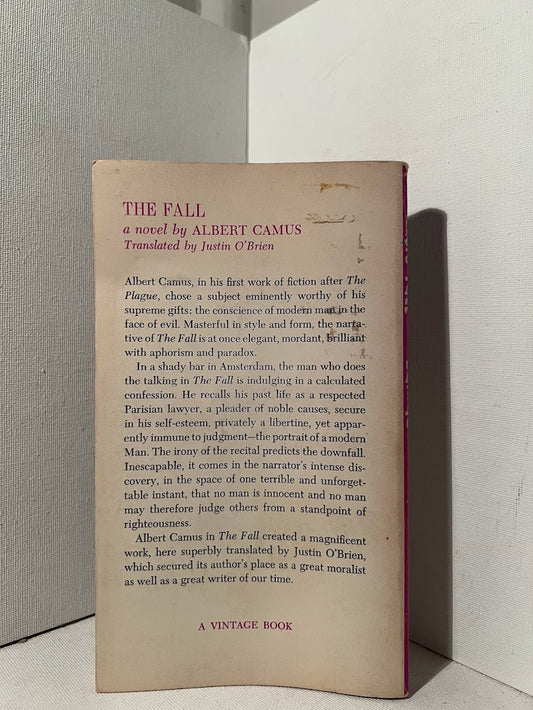 THE FALL
a novel by ALBERT CAMUS
Translated by Justin O'Brien
Albert Camus, in his first work of fiction after The
Plague, chose a subject eminently worthy of his
supreme gifts: the conscience of modern man in the
face of evil. Masterful in style and form, the narra-
tive of The Fall is at once elegant, mordant, brilliant
with aphorism and paradox.
In a shady bar in Amsterdam, the man who does
the talking in The Fall is indulging in a calculated
confession. He recalls his past life as a respected
Parisian lawyer, a pleader of noble causes, secure
in his self-esteem, privately a libertine, yet appar-
ently immune to judgment—the portrait of a modern
Man. The irony of the recital predicts the downfall.
Inescapable, it comes in the narrator's intense dis-
covery, in the space of one terrible and unforget-
table instant, that no man is innocent and no man
may therefore judge others from a standpoint of
righteousness.
Albert Camus in The Fall created a magnificent
work, here superbly translated by Justin O'Brien,
which secured its author's place as a great moralist
as well as a great writer of our time.
A VINTAGE BOOK